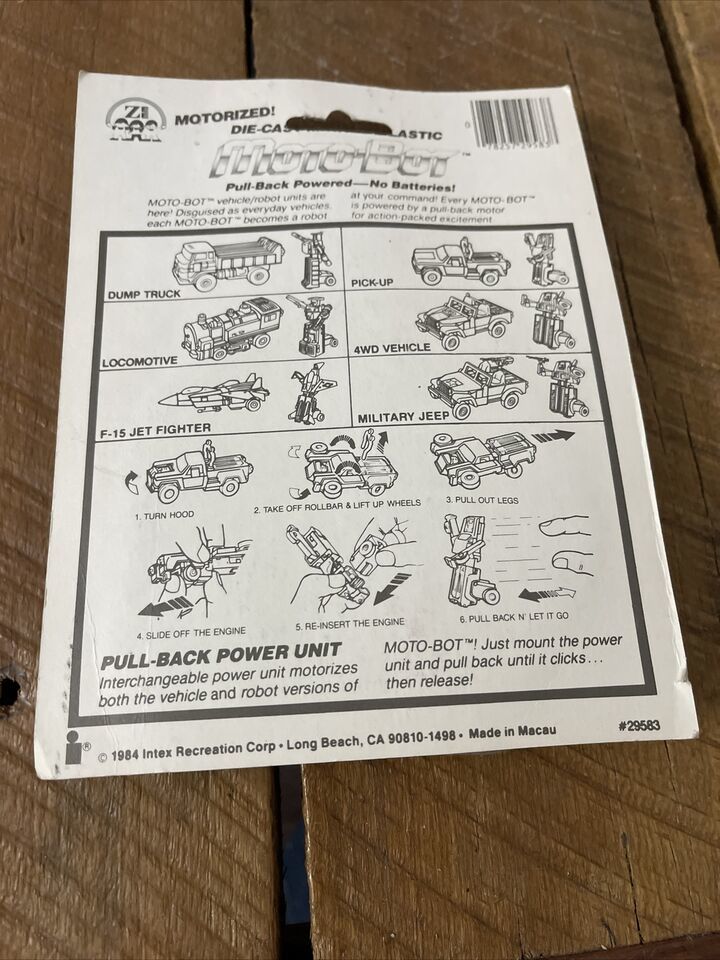 ZI
MOTORIZED!
DIE-CAS ASTIC
MOTO-BOT™
Pull-Back Powered—No Batteries!
MOTO-BOT™ vehicle/robot units are
here! Disguised as everyday vehicles,
each MOTO-BOT™ becomes a robot
at your command! Every MOTO-BOT™
is powered by a pull-back motor
for action-packed excitement
DUMP TRUCK
PICK-UP
LOCOMOTIVE
4WD VEHICLE
F-15 JET FIGHTER
MILITARY JEEP
1. TURN HOOD
2. TAKE OFF ROLLBAR & LIFT UP WHEELS
3. PULL OUT LEGS
4. SLIDE OFF THE ENGINE
5. RE-INSERT THE ENGINE
6. PULL BACK N' LET IT GO
PULL-BACK POWER UNIT
Interchangeable power unit motorizes
both the vehicle and robot versions of
MOTO-BOT™! Just mount the power
unit and pull back until it clicks...
then release!
i® © 1984 Intex Recreation Corp • Long Beach, CA 90810-1498 • Made in Macau
#29583